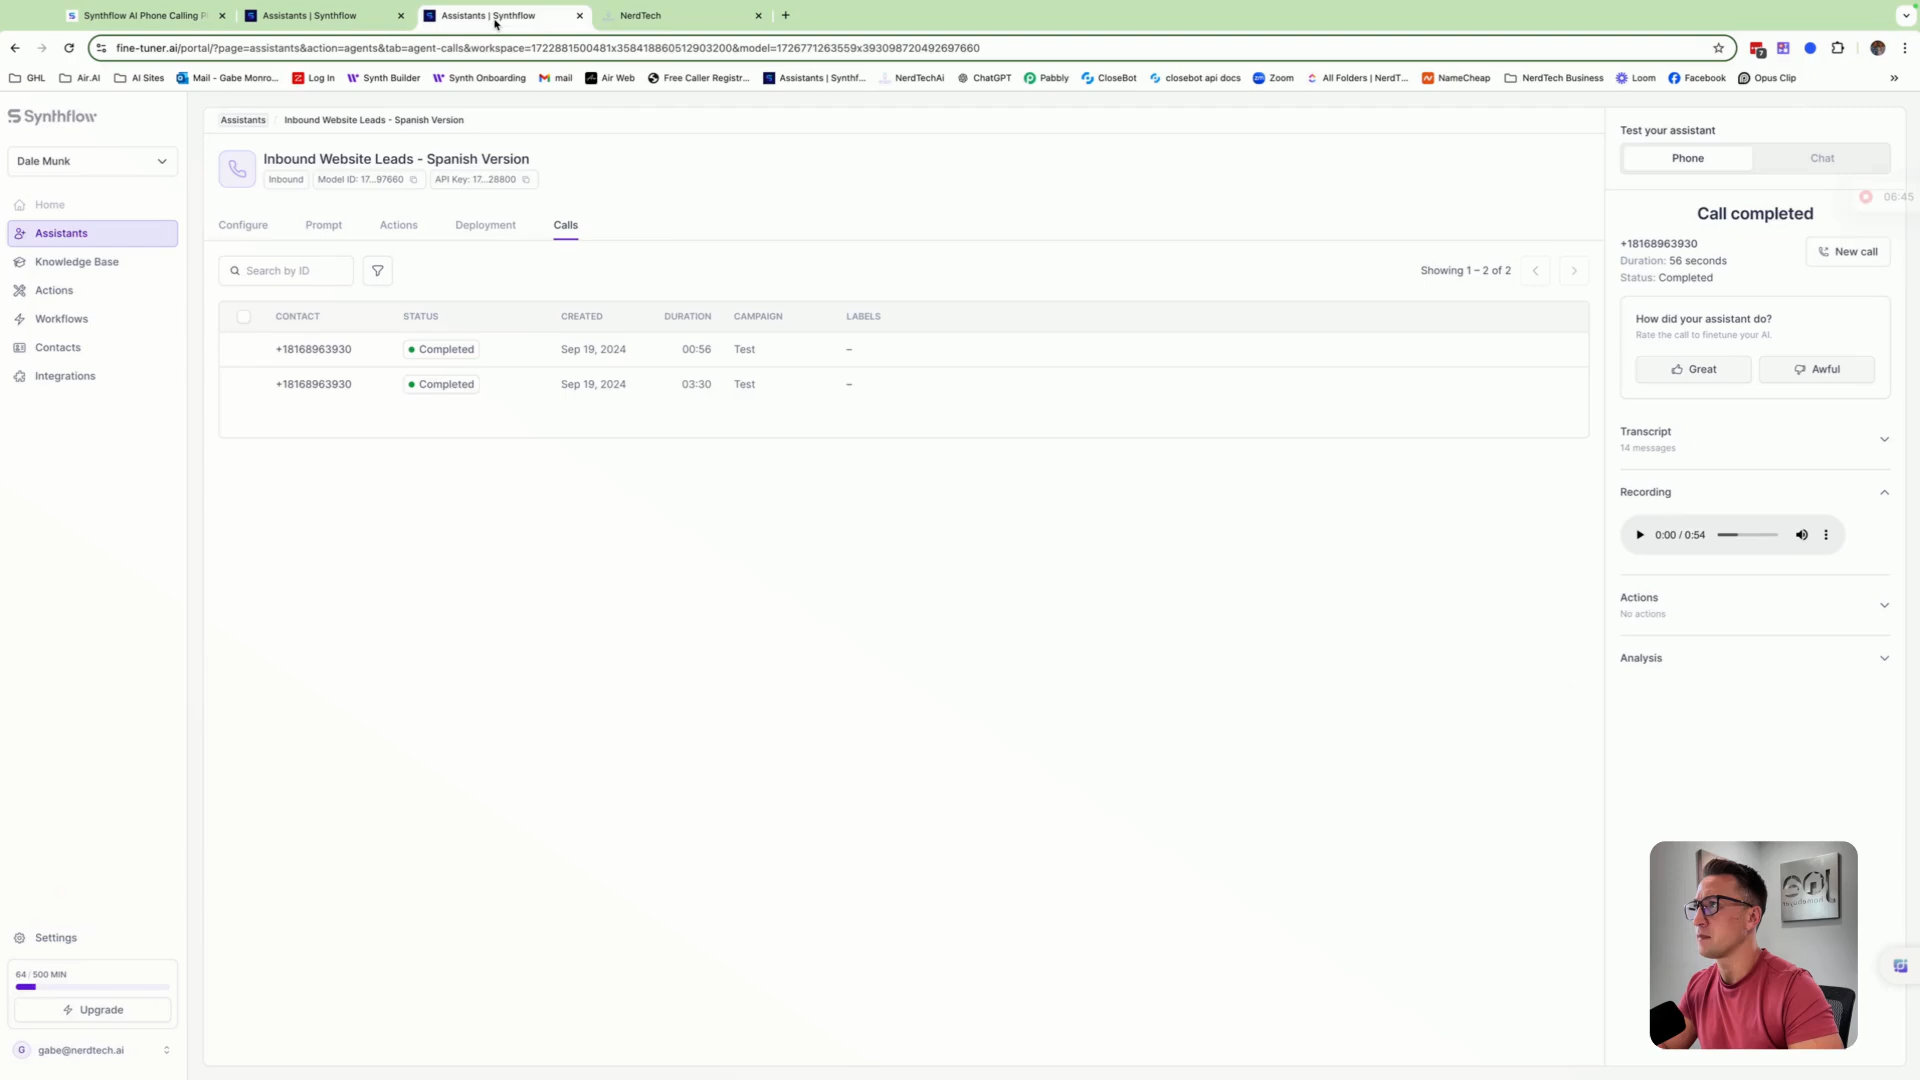 Synthflow AI Phone Calling Pl
Assistants | Synthflow
Assistants | Synthflow
NerdTech
fine-tuner.ai/portal/?page=assistants&action=agents&tab=agent-calls&workspace=1722881500481x358418860512903200&model=1726771263559x393098720492697660
7
GHL
Air.AI
AI Sites
Mail - Gabe Monro...
Log In
Synth Builder
Synth Onboarding
mail
Air Web
Free Caller Registr...
Assistants | Synthf...
NerdTechAi
ChatGPT
Pabbly
CloseBot
closebot api docs
Zoom
All Folders | NerdT...
NameCheap
NerdTech Business
Loom
Facebook
Opus Clip
Synthflow
Dale Munk
Home
Assistants
Knowledge Base
Actions
Workflows
Contacts
Integrations
Settings
64 / 500 MIN
Upgrade
G gabe@nerdtech.ai
Assistants / Inbound Website Leads - Spanish Version
Inbound Website Leads - Spanish Version
Inbound Model ID: 17...97660 API Key: 17...28800
Configure Prompt Actions Deployment Calls
Search by ID
Showing 1 – 2 of 2
CONTACT STATUS CREATED DURATION CAMPAIGN LABELS
+18168963930 Completed Sep 19, 2024 00:56 Test –
+18168963930 Completed Sep 19, 2024 03:30 Test –
Test your assistant
Phone Chat
06:45
Call completed
+18168963930
Duration: 56 seconds
Status: Completed
New call
How did your assistant do?
Rate the call to finetune your AI.
Great Awful
Transcript
14 messages
Recording
0:00 / 0:54
Actions
No actions
Analysis